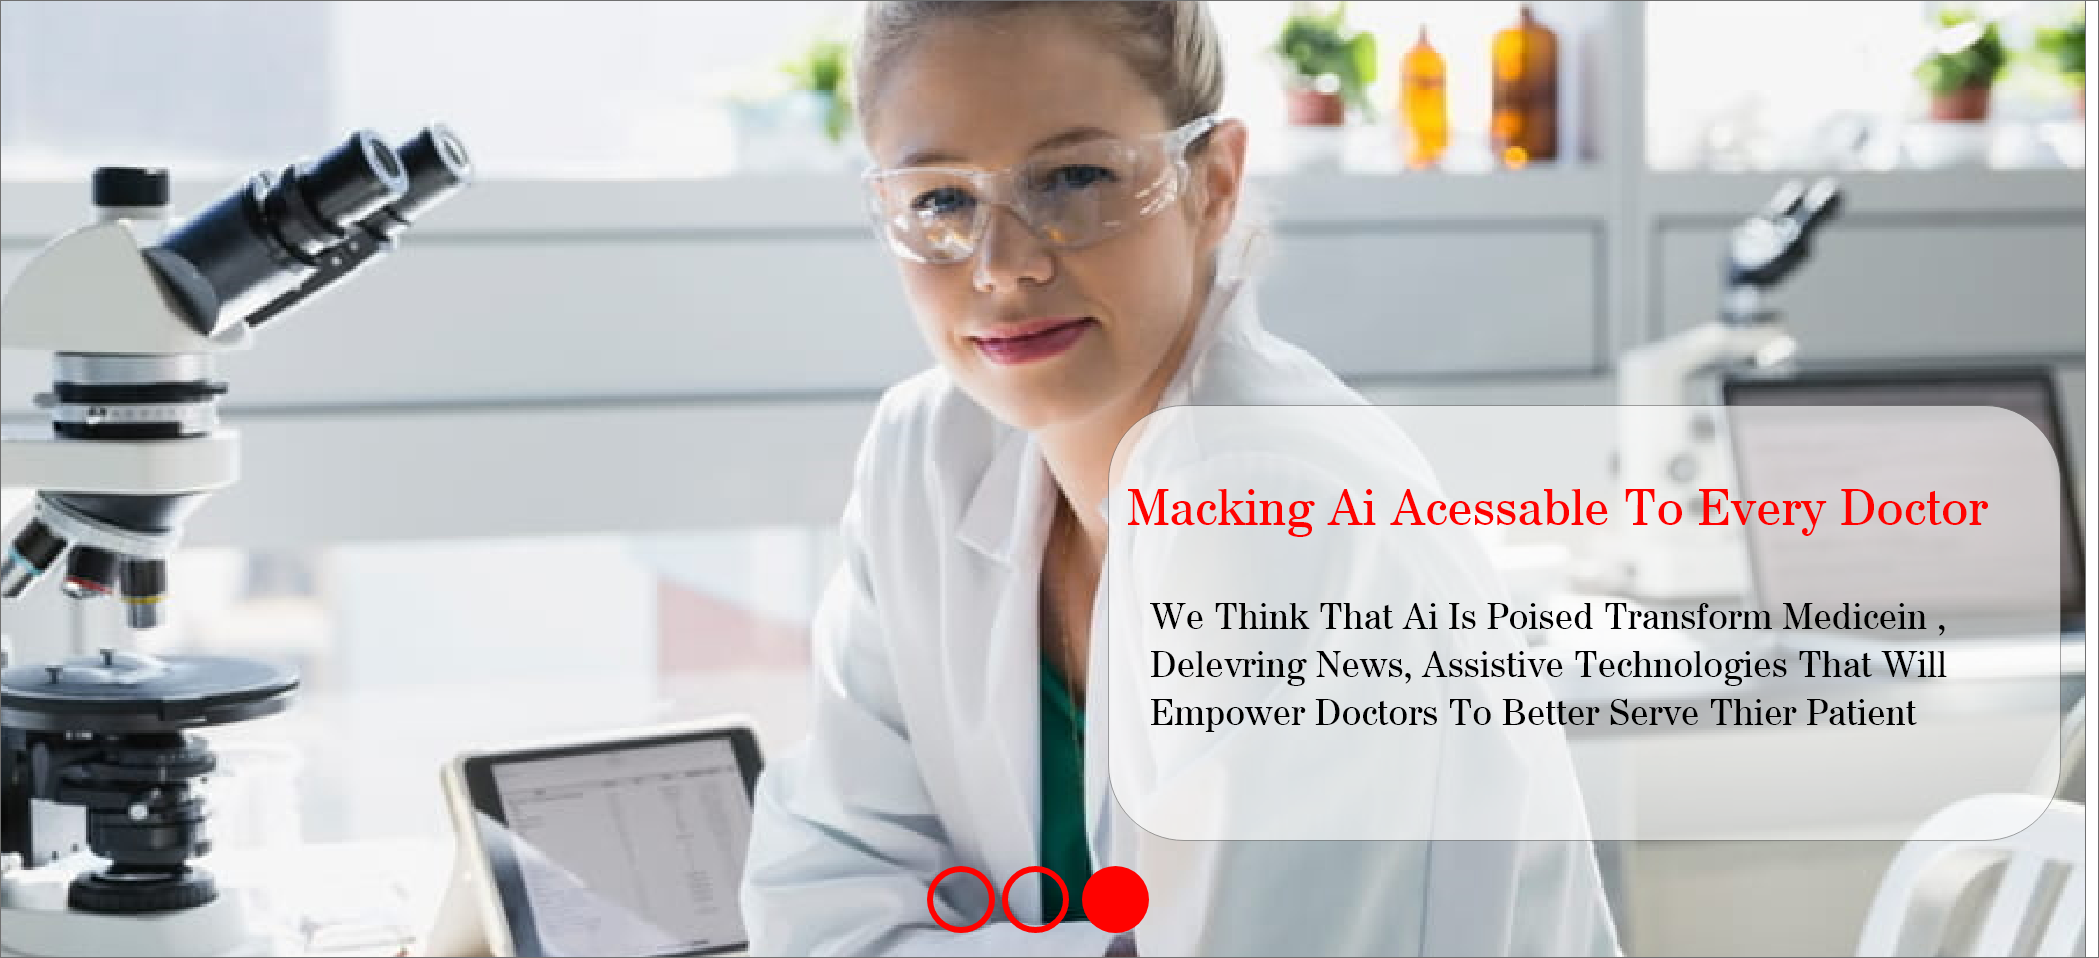 Macking Ai Acessable To Every Doctor
We Think That Ai Is Poised Transform Medicein ,
Delevring News, Assistive Technologies That Will
Empower Doctors To Better Serve Thier Patient